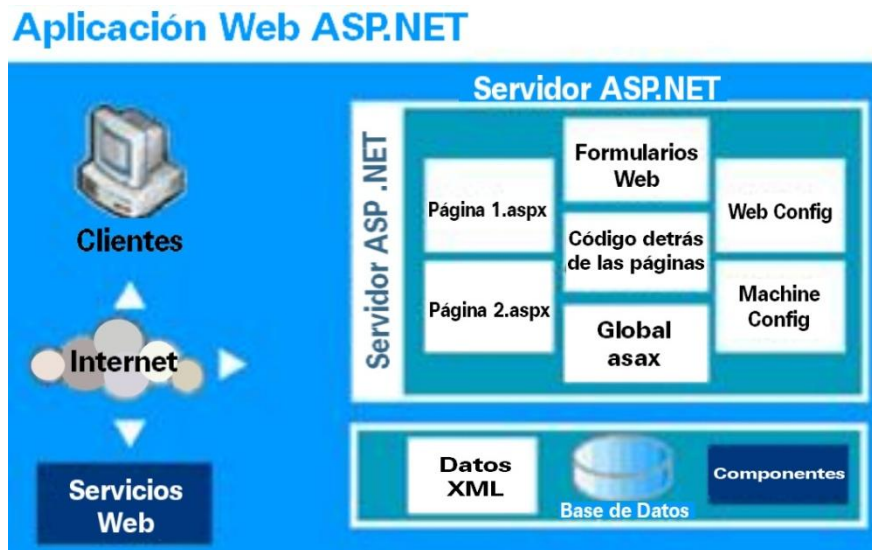 Aplicación Web ASP.NET
Servidor ASP.NET
Clientes
Internet
Servicios
Web
Servidor ASP .NET
Página 1.aspx
Página 2.aspx
Formularios
Web
Código detrás
de las páginas
Global
asax
Web Config
Machine
Config
Datos
XML
Base de Datos
Componentes